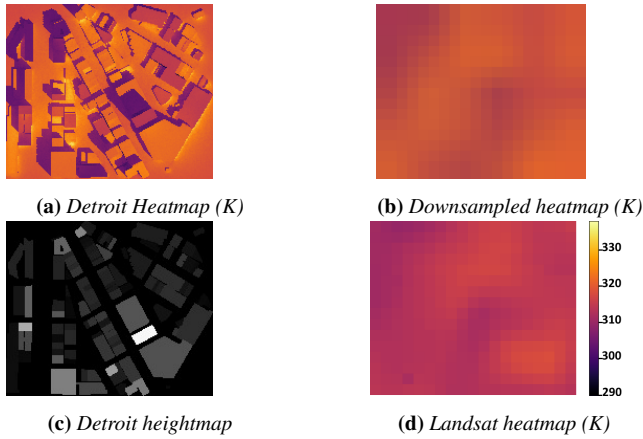 (a) Detroit Heatmap (K)
(b) Downsampled heatmap (K)
330
320
310
300
290
(c) Detroit heightmap
(d) Landsat heatmap (K)